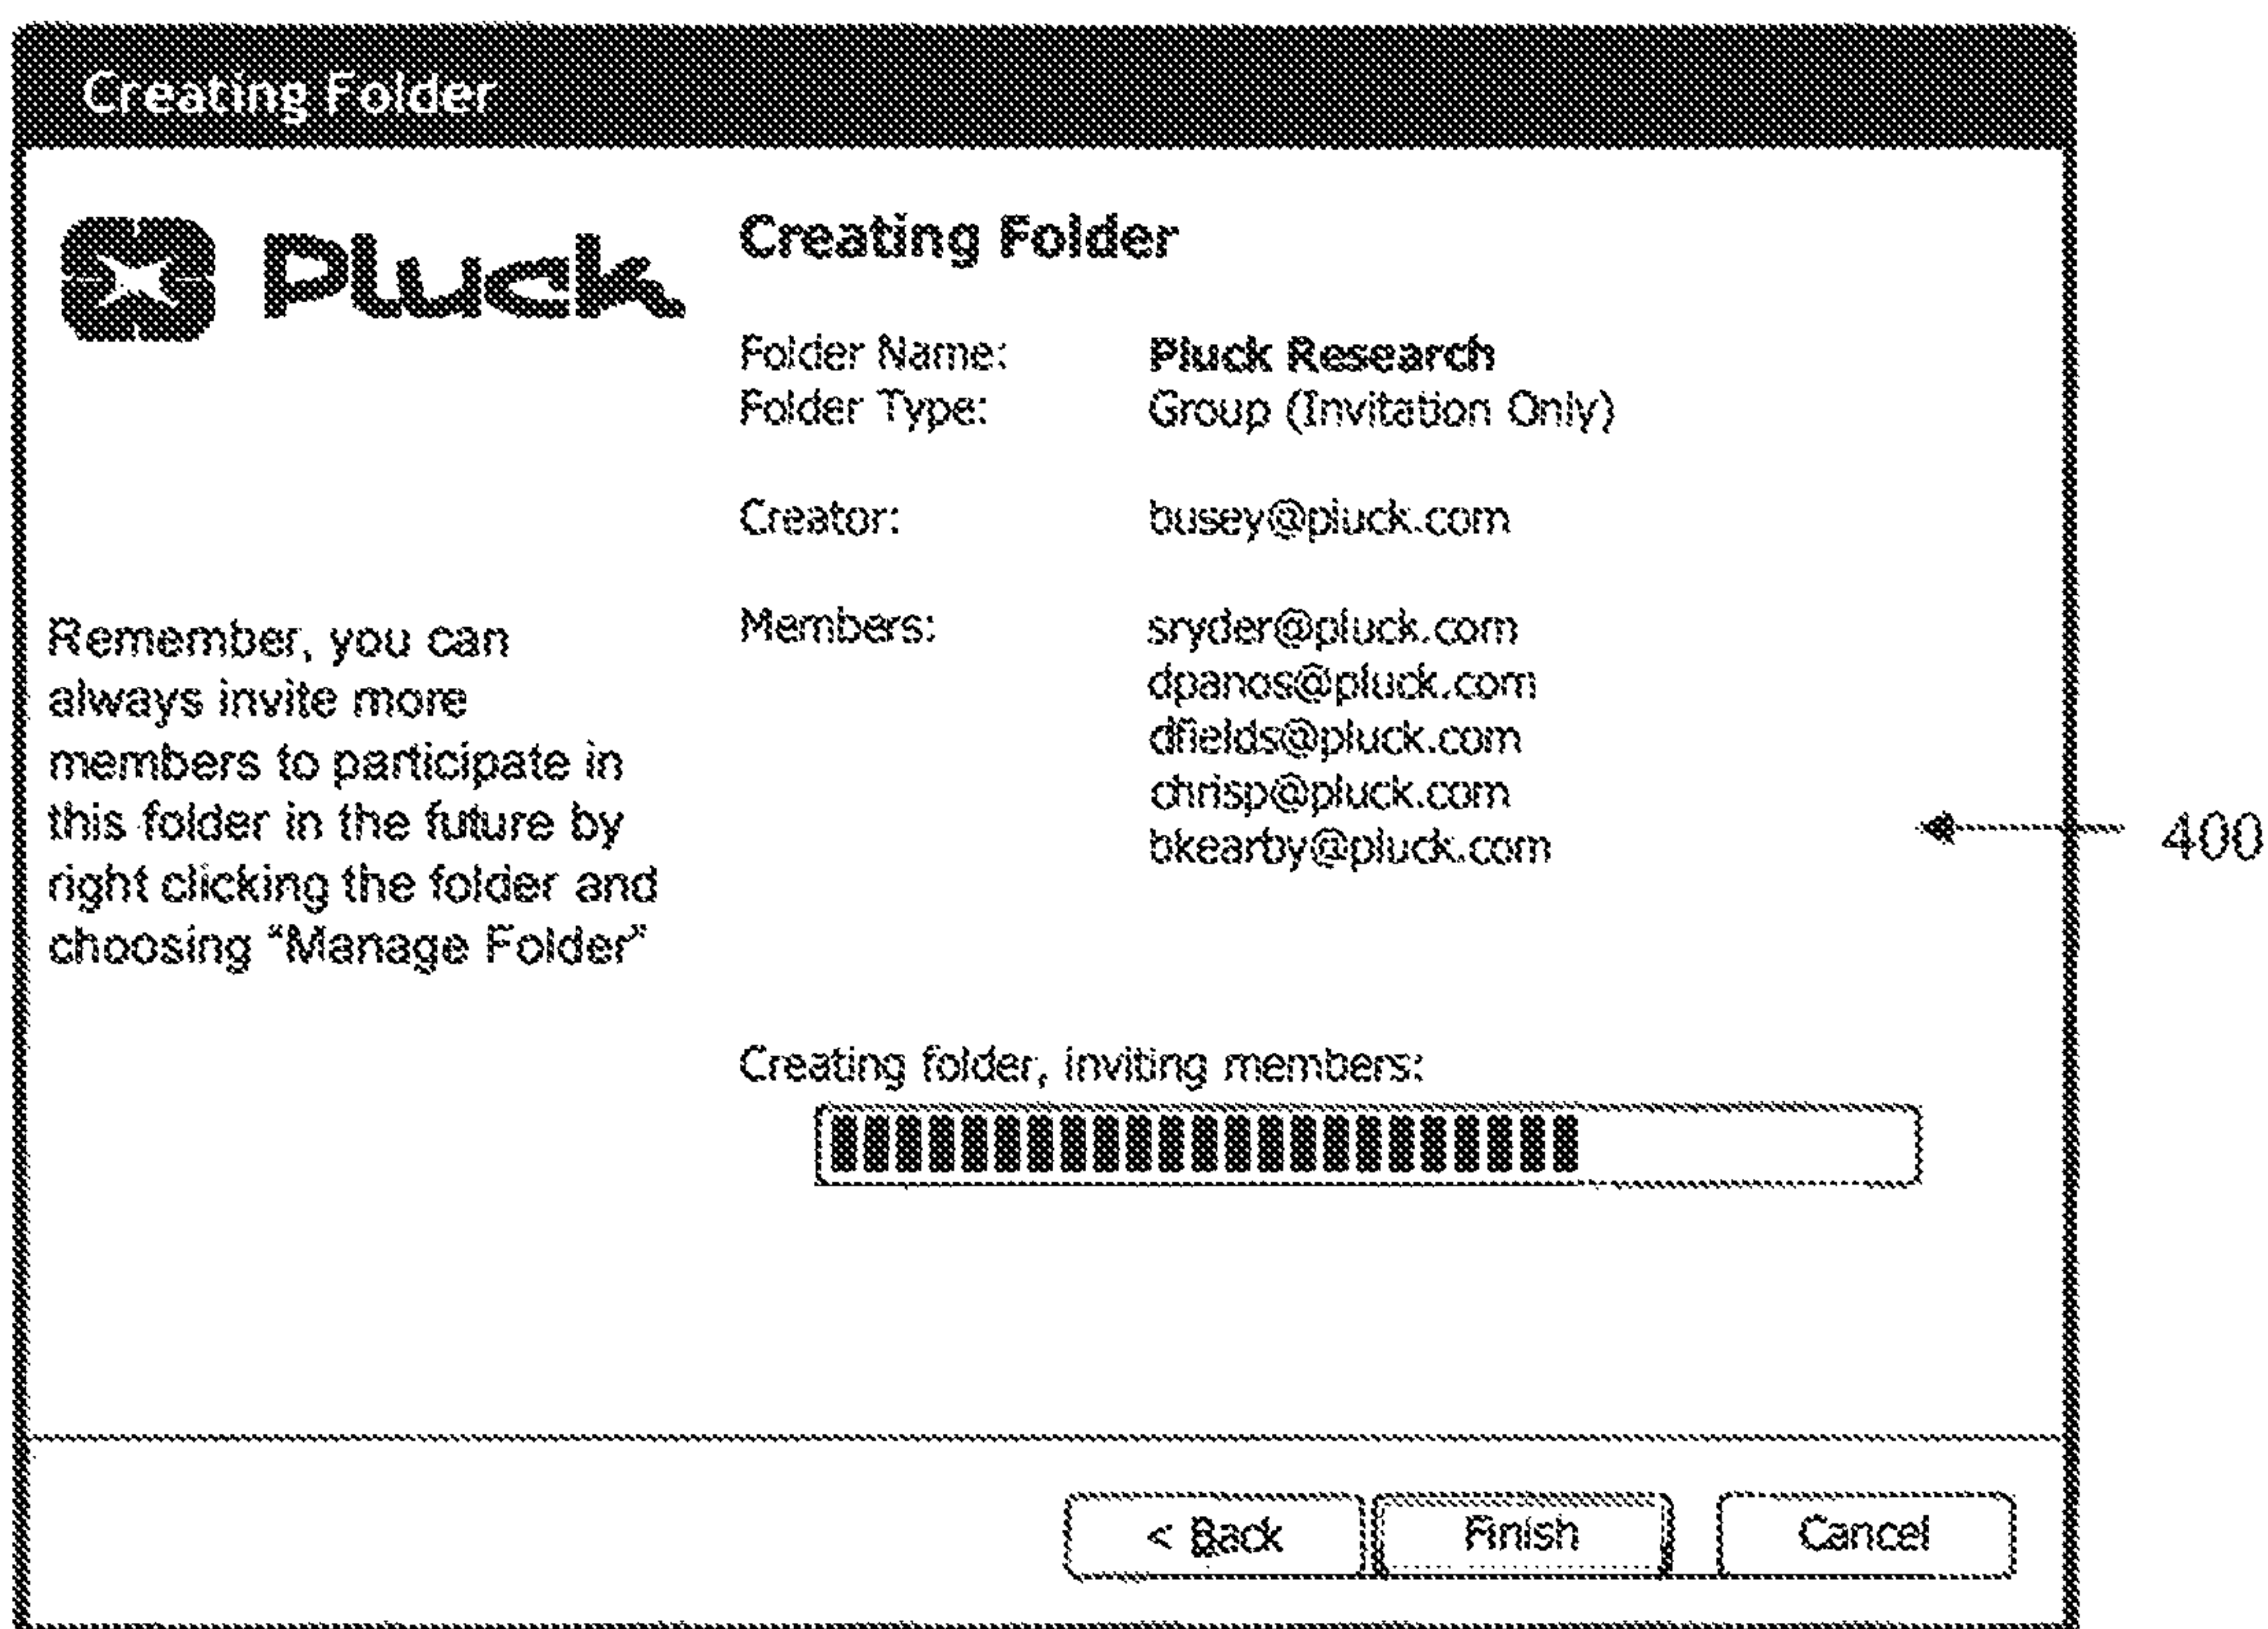 Creating Folder
Pluck
Creating Folder
Folder Name: Pluck Research
Folder Type: Group (Invitation Only)
Creator: busey@pluck.com
Members: sryder@pluck.com
dpanos@pluck.com
dfields@pluck.com
chrisp@pluck.com
bkearby@pluck.com
Remember, you can
always invite more
members to participate in
this folder in the future by
right clicking the folder and
choosing “Manage Folder”
400
Creating folder, inviting members:
< Back
Finish
Cancel